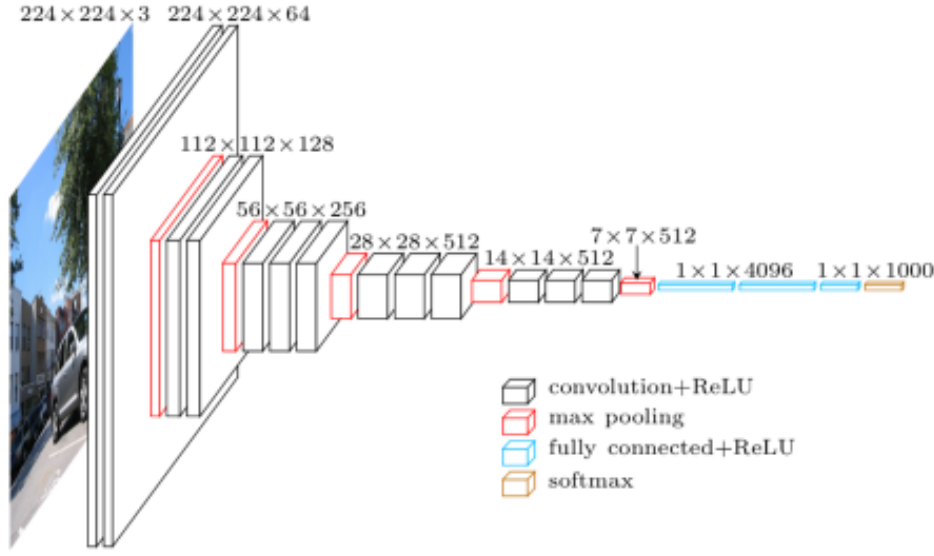 224×224×3
224×224×64
112×112×128
56×56×256
28×28×512
14×14×512
7×7×512
1×1×4096
1×1×1000
convolution+ReLU
max pooling
fully connected+ReLU
softmax